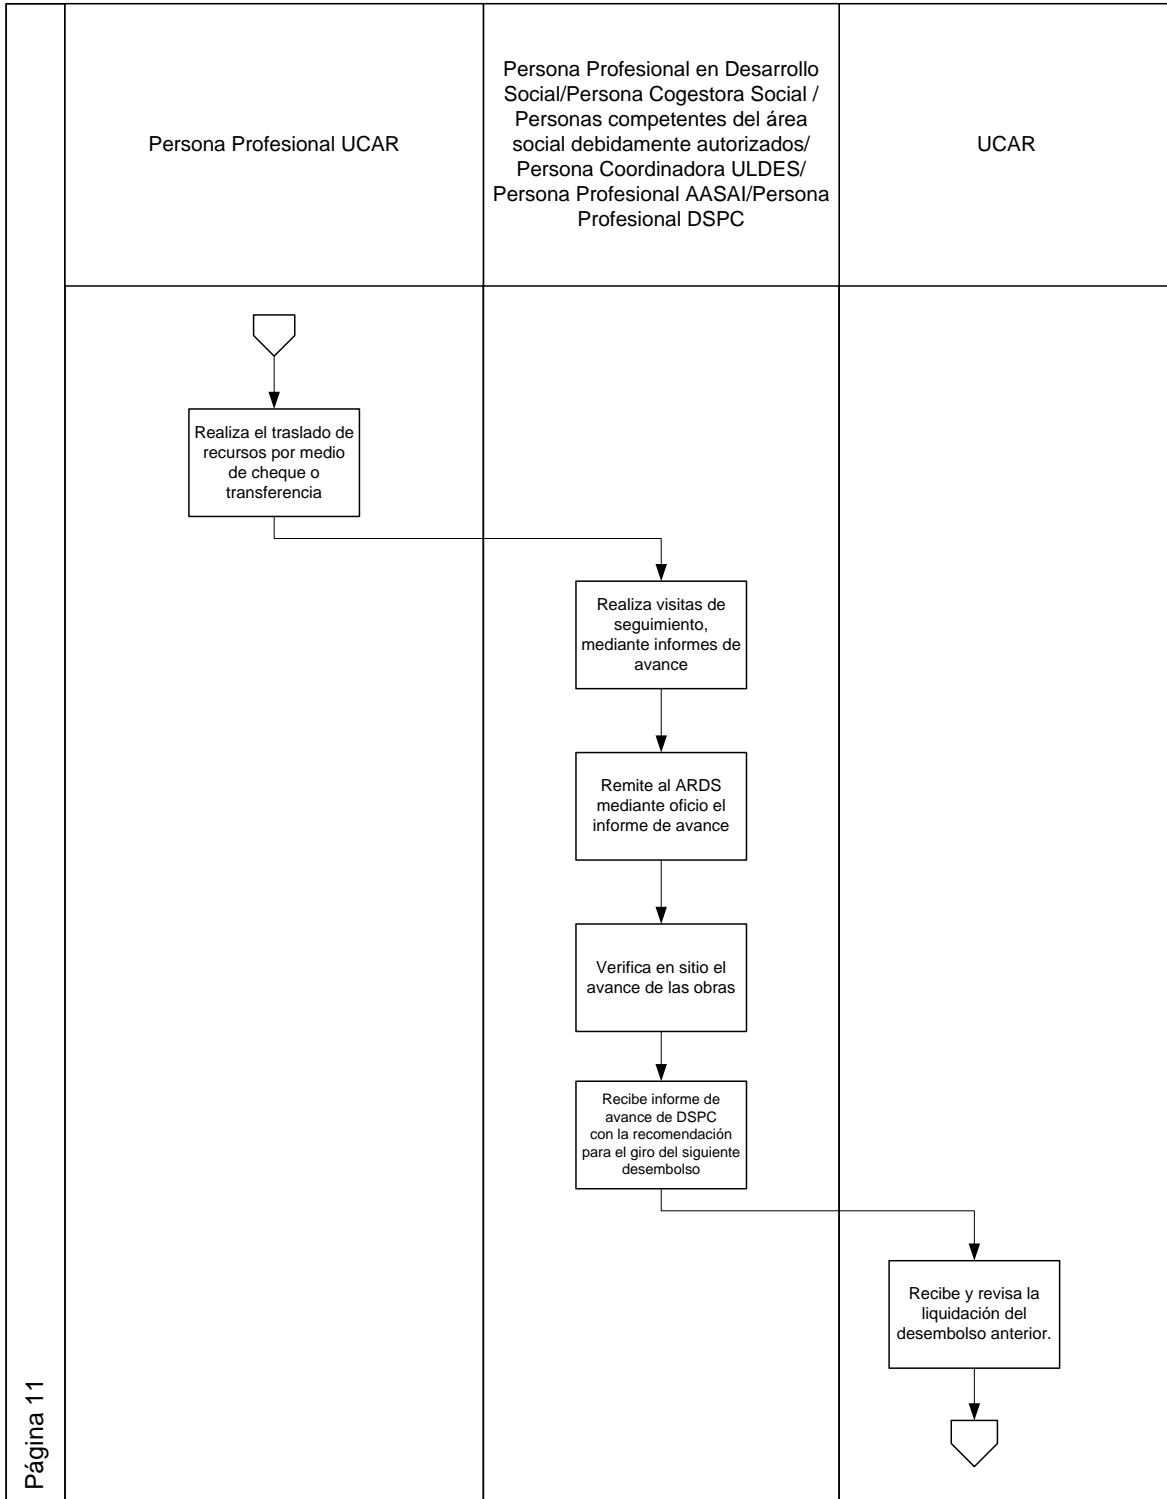 Persona Profesional UCAR
Persona Profesional en Desarrollo
Social/Persona Cogestora Social /
Personas competentes del área
social debidamente autorizados/
Persona Coordinadora ULDES/
Persona Profesional AASAI/Persona
Profesional DSPC
UCAR
Realiza el traslado de
recursos por medio
de cheque o
transferencia
Realiza visitas de
seguimiento,
mediante informes de
avance
Remite al ARDS
mediante oficio el
informe de avance
Verifica en sitio el
avance de las obras
Recibe informe de
avance de DSPC
con la recomendación
para el giro del siguiente
desembolso
Recibe y revisa la
liquidación del
desembolso anterior.
Página 11